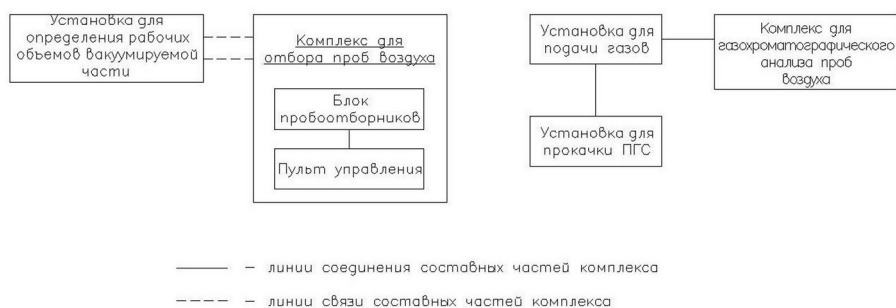 Установка для
определения рабочих
объемов вакуумируемой
части
Комплекс для
отбора проб воздуха
Блок
пробоотборников
Пульт управления
Установка для
подачи газов
Установка для
прокачки ПГС
Комплекс для
газохроматографического
анализа проб
воздуха
– линии соединения составных частей комплекса
– линии связи составных частей комплекса